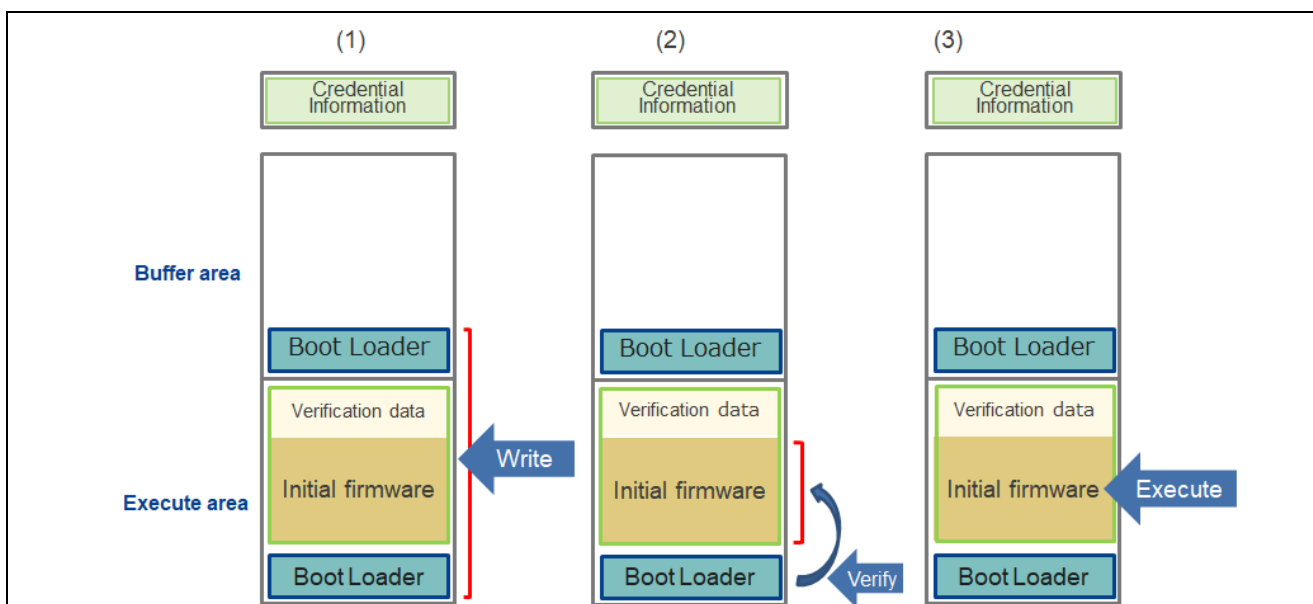 (1)
(2)
(3)
Credential
Information
Credential
Information
Credential
Information
Buffer area
Boot Loader
Boot Loader
Boot Loader
Verification data
Verification data
Verification data
Write
Initial firmware
Initial firmware
Initial firmware
Execute
Execute area
Boot Loader
Boot Loader
Verify
Boot Loader